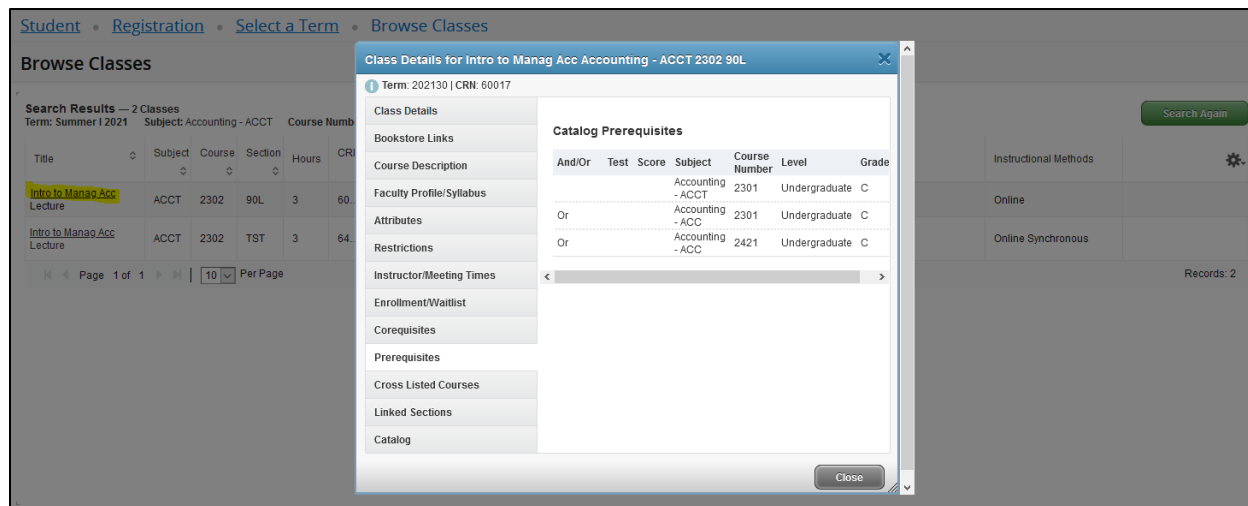 Student • Registration • Select a Term • Browse Classes
Browse Classes
Search Results — 2 Classes
Term: Summer I 2021 Subject: Accounting - ACCT Course Numb
Search Again
Title Subject Course Section Hours CRI Instructional Methods
Intro to Manag Acc
Lecture
ACCT 2302 90L 3 60... Online
Intro to Manag Acc
Lecture
ACCT 2302 TST 3 64... Online Synchronous
Page 1 of 1 10 Per Page Records: 2
Class Details for Intro to Manag Acc Accounting - ACCT 2302 90L
Term: 202130 | CRN: 60017
Class Details
Bookstore Links
Course Description
Faculty Profile/Syllabus
Attributes
Restrictions
Instructor/Meeting Times
Enrollment/Waitlist
Corequisites
Prerequisites
Cross Listed Courses
Linked Sections
Catalog
Catalog Prerequisites
And/Or Test Score Subject Course Number Level Grade
Accounting - ACCT 2301 Undergraduate C
Or Accounting - ACC 2301 Undergraduate C
Or Accounting - ACC 2421 Undergraduate C
Close